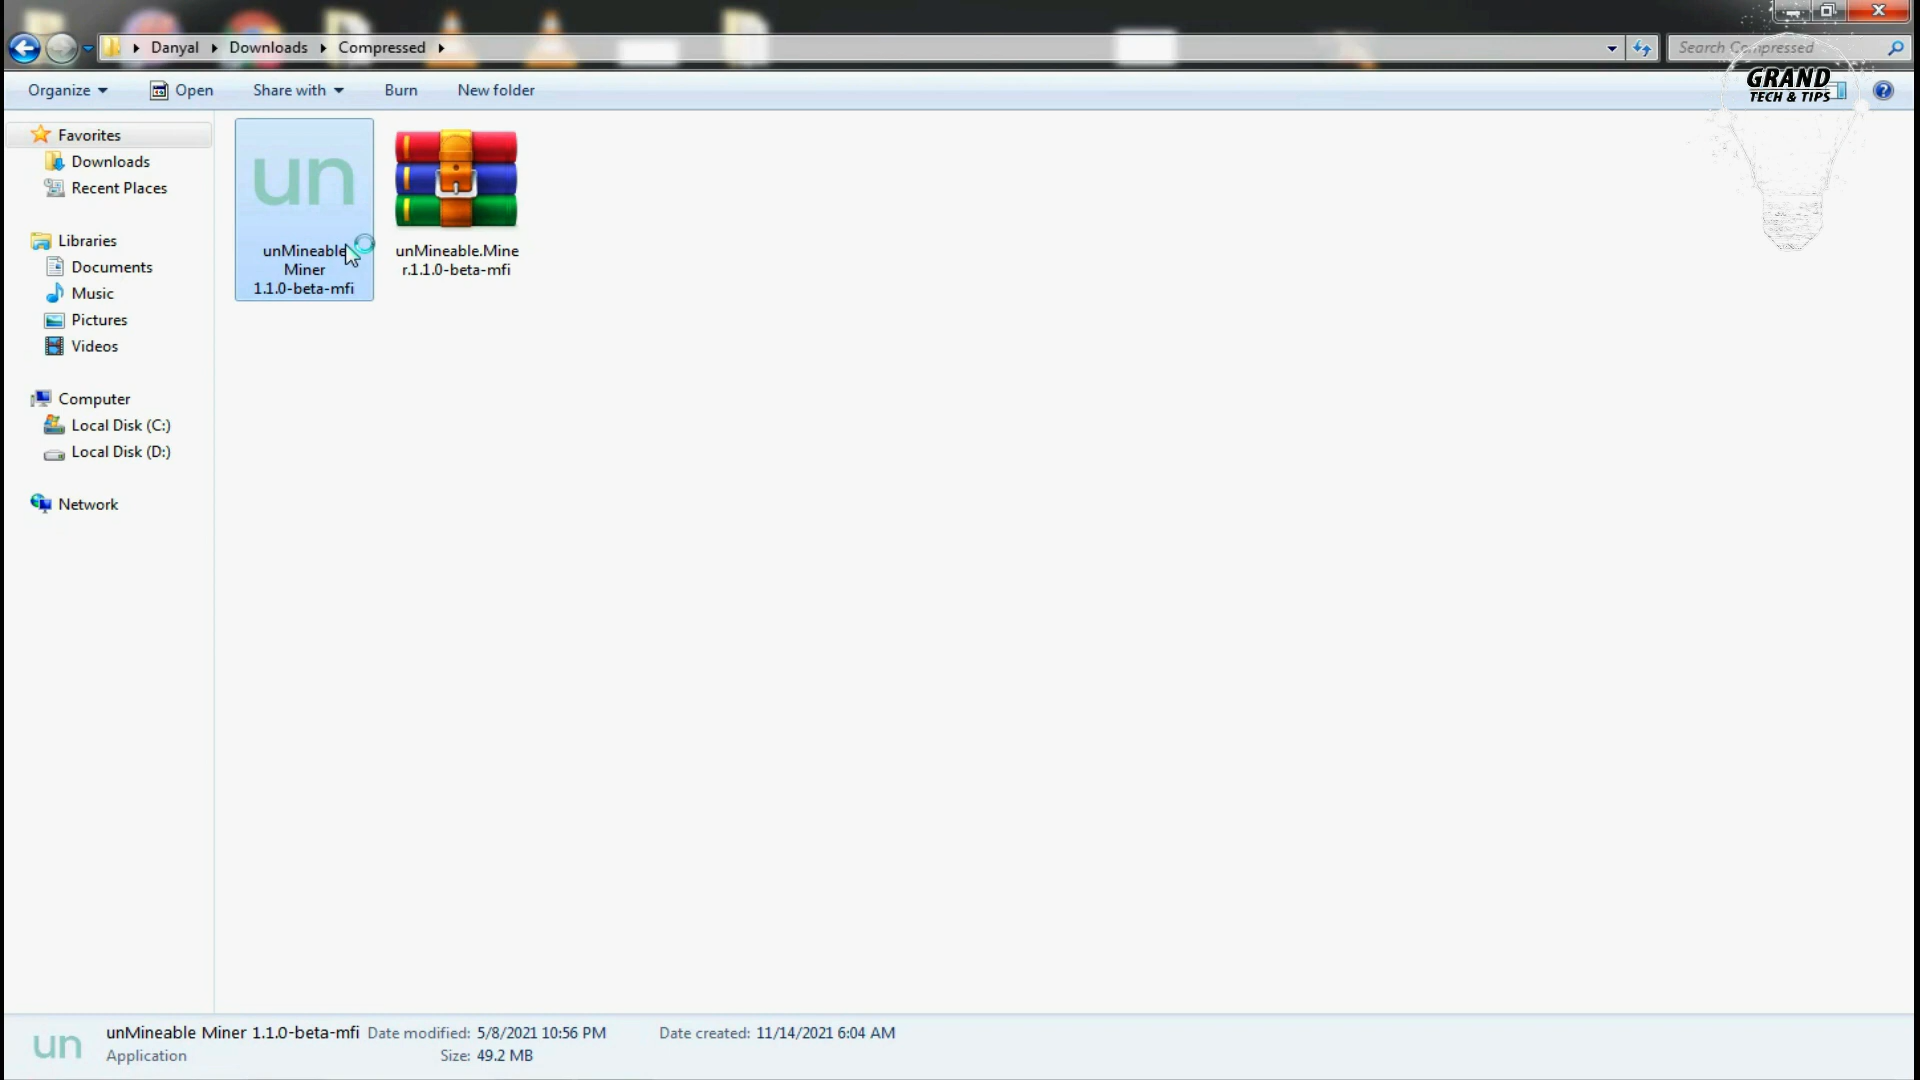 Danyal
Downloads
Compressed
Search Compressed
GRAND
TECH & TIPS
Organize
Open
Share with
Burn
New folder
Favorites
Downloads
Recent Places
Libraries
Documents
Music
Pictures
Videos
Computer
Local Disk (C:)
Local Disk (D:)
Network
un
unMineable
Miner
1.1.0-beta-mfi
unMineable.Mine
r.1.1.0-beta-mfi
un
unMineable Miner 1.1.0-beta-mfi Date modified: 5/8/2021 10:56 PM Date created: 11/14/2021 6:04 AM
Application Size: 49.2 MB